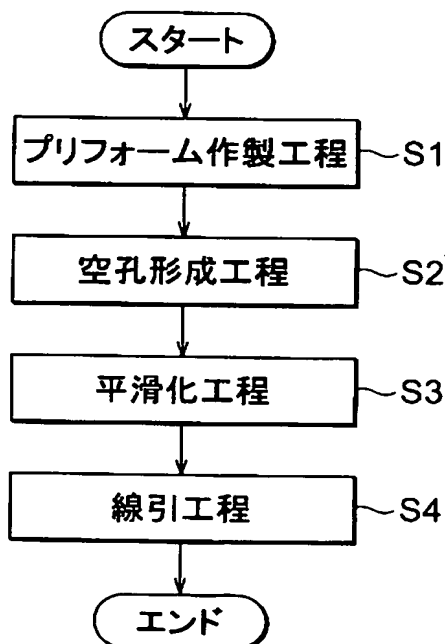 スタート
プリフォーム作製工程 S1
空孔形成工程 S2
平滑化工程 S3
線引工程 S4
エンド